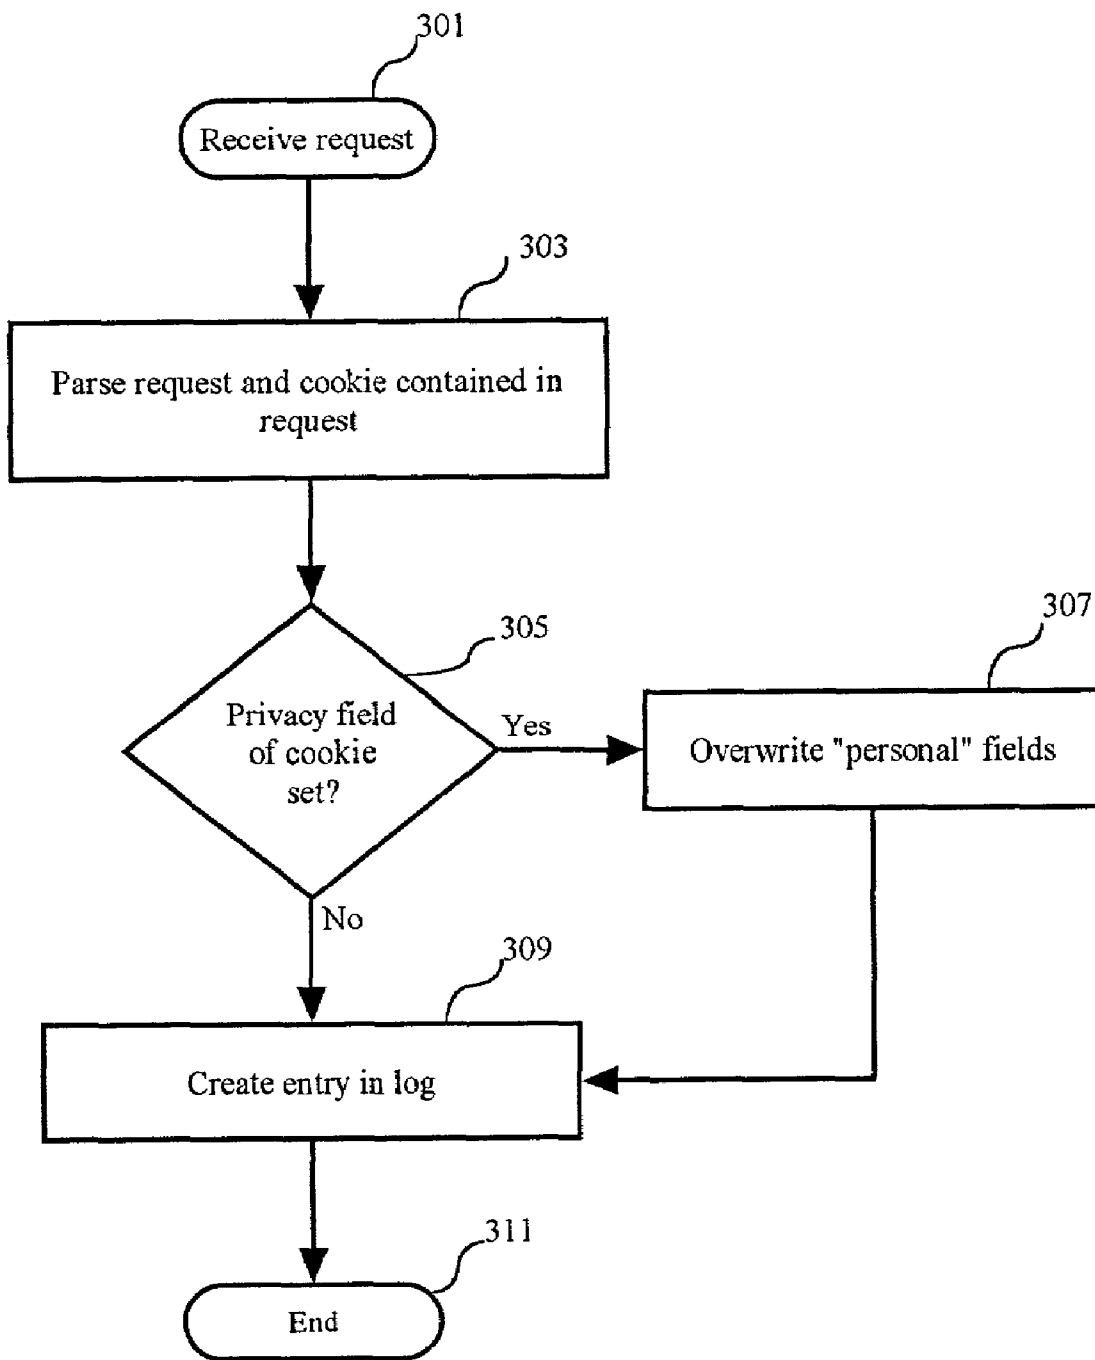 301
Receive request
303
Parse request and cookie contained in
request
305
Privacy field
of cookie
set?
Yes
307
Overwrite "personal" fields
No
309
Create entry in log
311
End